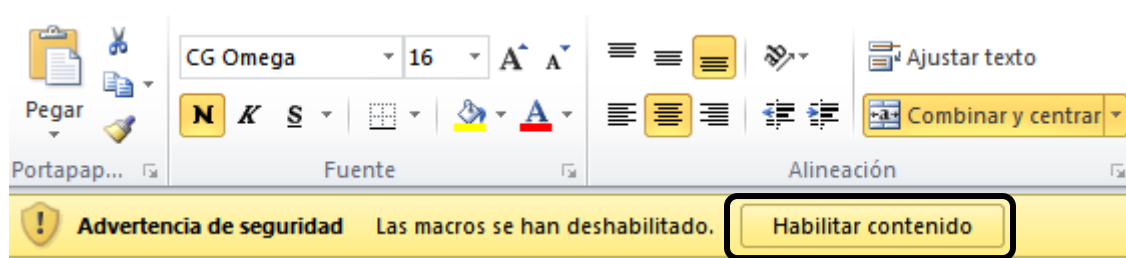 CG Omega 16 A A Ajustar texto
Pegar N K S A Combinar y centrar
Portapap... Fuente Alineación
Advertencia de seguridad Las macros se han deshabilitado. Habilitar contenido